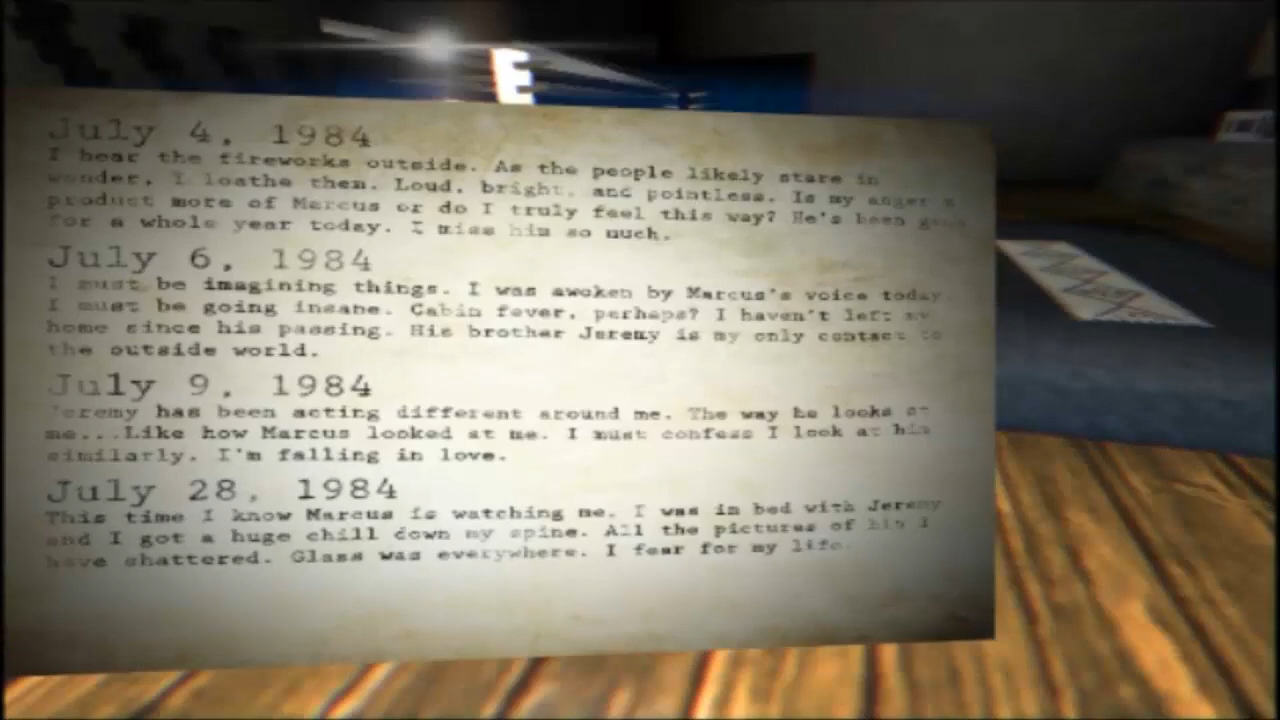 July 4, 1984
I hear the fireworks outside. As the people likely stare in
wonder, I loathe them. Loud, bright, and pointless. Is my anger a
product more of Marcus or do I truly feel this way? He's been gone
for a whole year today. I miss him so much.
July 6, 1984
I must be imagining things. I was awoken by Marcus's voice today.
I must be going insane. Cabin fever, perhaps? I haven't left my
home since his passing. His brother Jeremy is my only contact to
the outside world.
July 9, 1984
Jeremy has been acting different around me. The way he looks at
me...Like how Marcus looked at me. I must confess I look at him
similarly. I'm falling in love.
July 28, 1984
This time I know Marcus is watching me. I was in bed with Jeremy
and I got a huge chill down my spine. All the pictures of him I
have shattered. Glass was everywhere. I fear for my life.